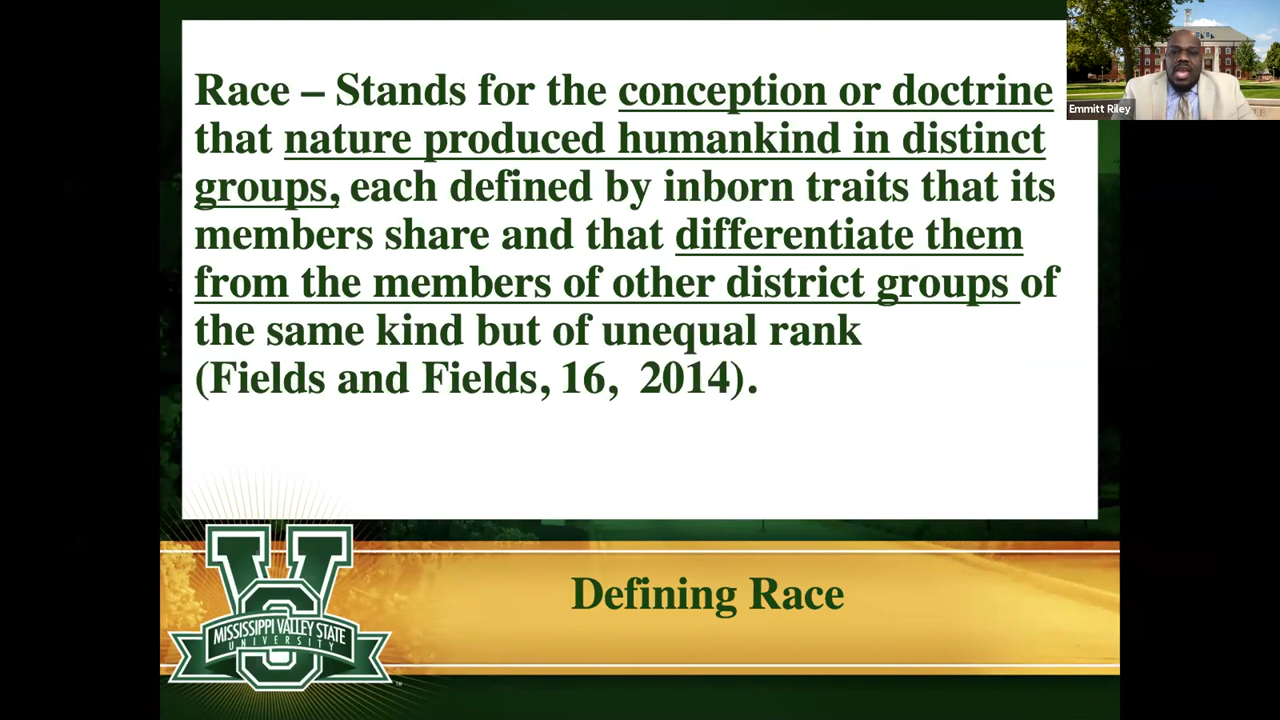 Race – Stands for the conception or doctrine
that nature produced humankind in distinct
groups, each defined by inborn traits that its
members share and that differentiate them
from the members of other district groups of
the same kind but of unequal rank
(Fields and Fields, 16, 2014).
Emmitt Riley
Defining Race
VS
MISSISSIPPI VALLEY STATE
UNIVERSITY
™